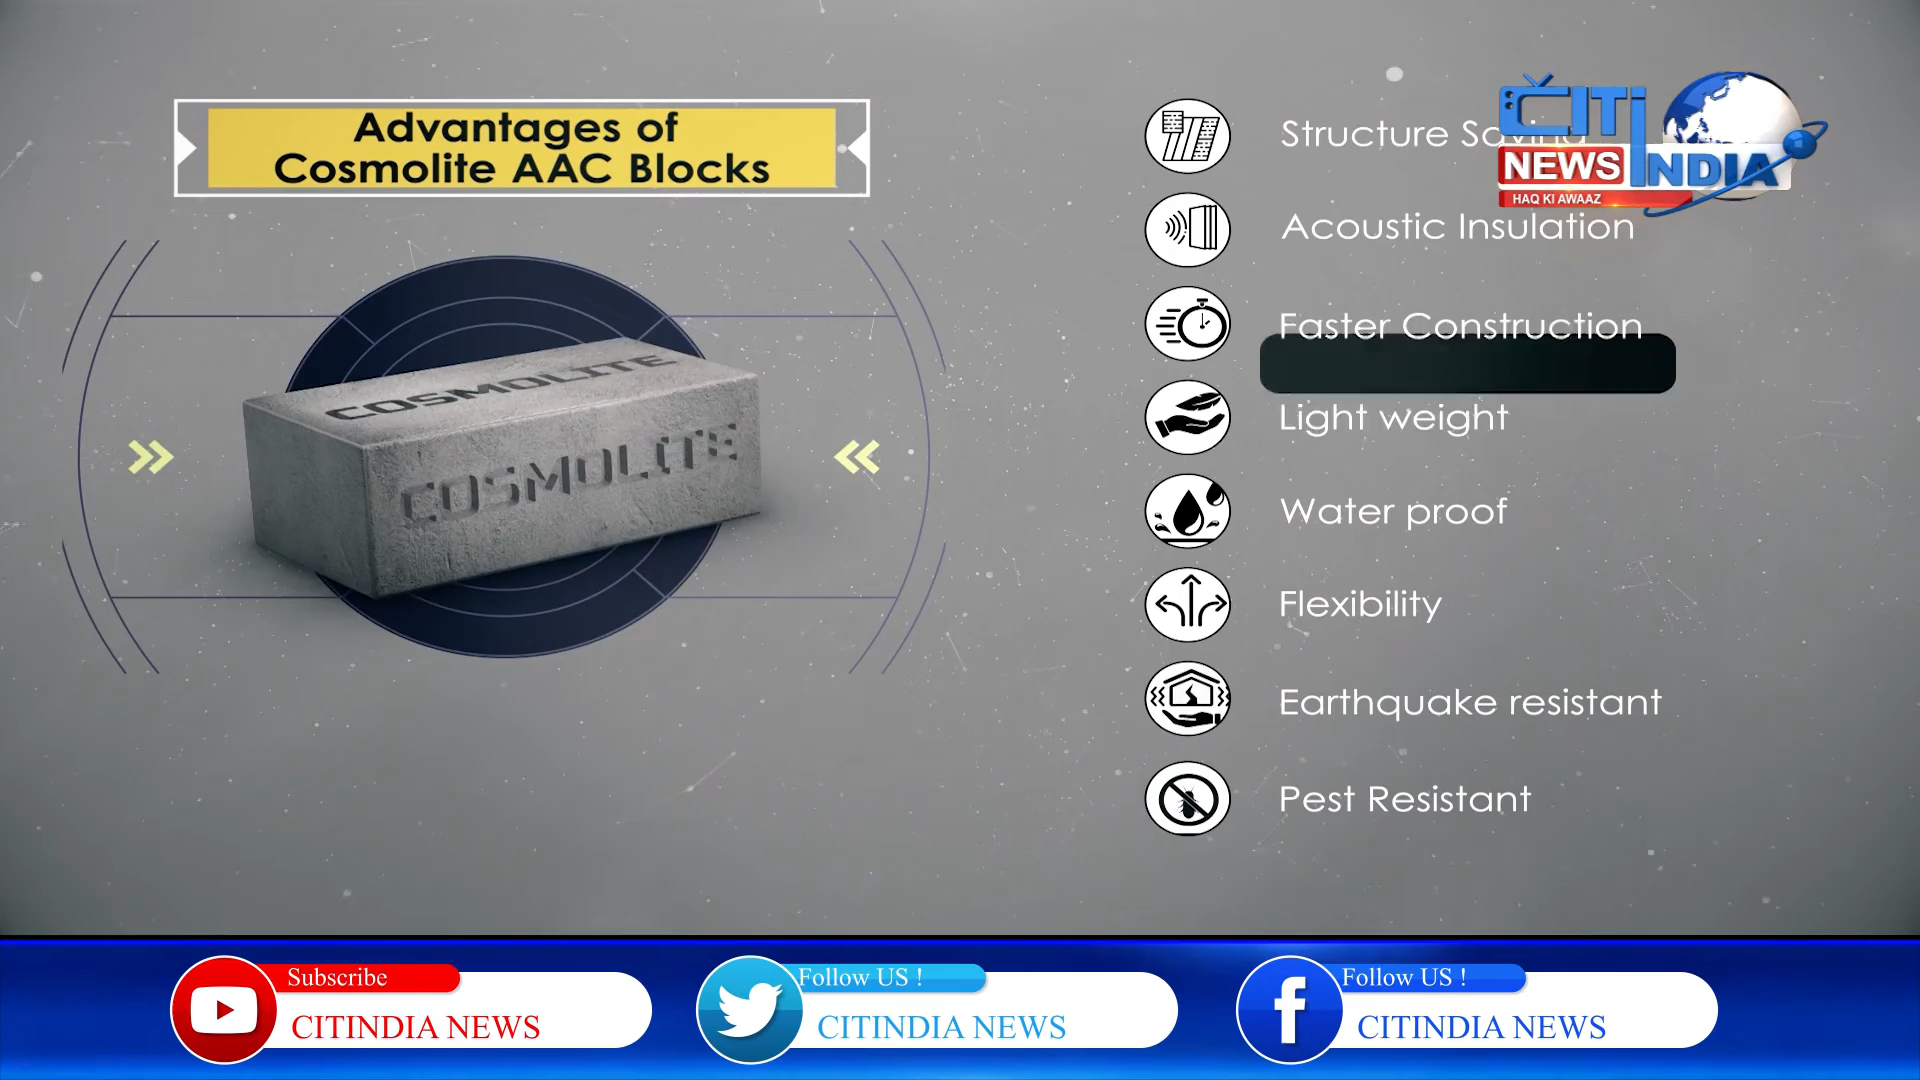 Advantages of
Cosmolite AAC Blocks
COSMOLITE
COSMOLITE
Structure Saving
Acoustic Insulation
Faster Construction
Light weight
Water proof
Flexibility
Earthquake resistant
Pest Resistant
CITI
NEWS INDIA
HAQ KI AWAAZ
Subscribe
CITINDIA NEWS
Follow US !
CITINDIA NEWS
Follow US !
CITINDIA NEWS